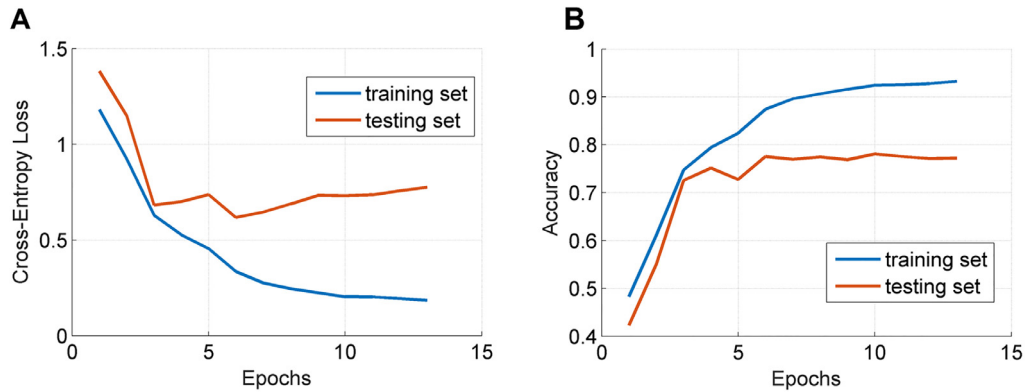 A
Cross-Entropy Loss
1.5
1
0.5
0
0
5
10
15
Epochs
training set
testing set
B
Accuracy
1
0.9
0.8
0.7
0.6
0.5
0.4
0
5
10
15
Epochs
training set
testing set